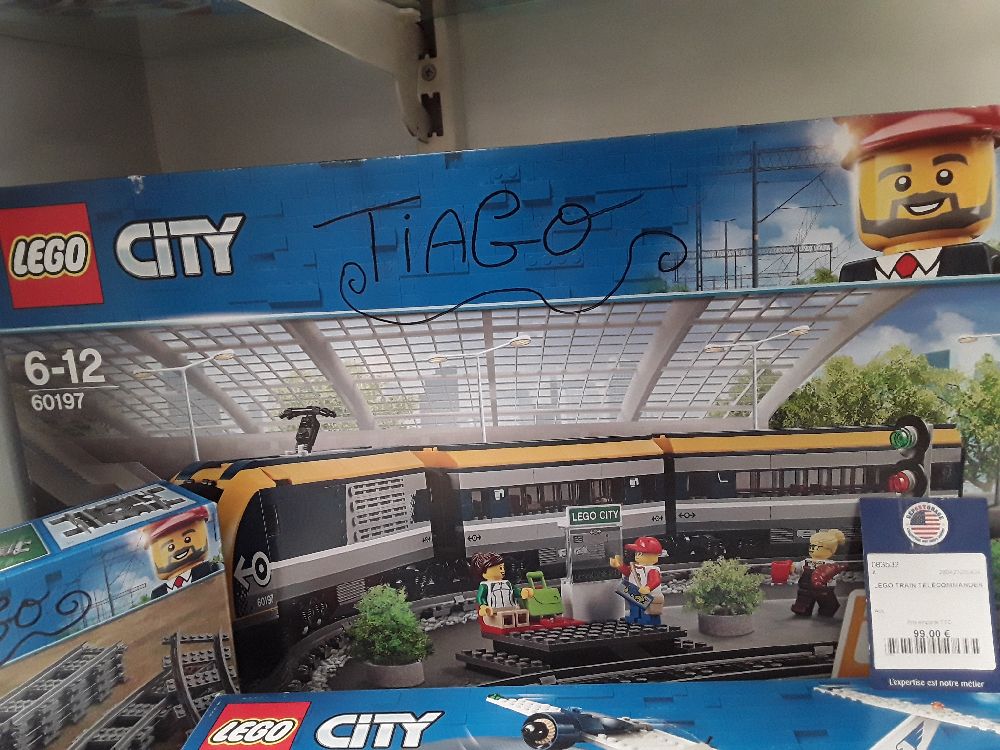 LEGO CITY
TiAGO
6-12
60197
LEGO CITY
60197
LEGO TRAIN TELECOMMANDER
99.00 €
L'expertise est notre métier
LEGO CITY